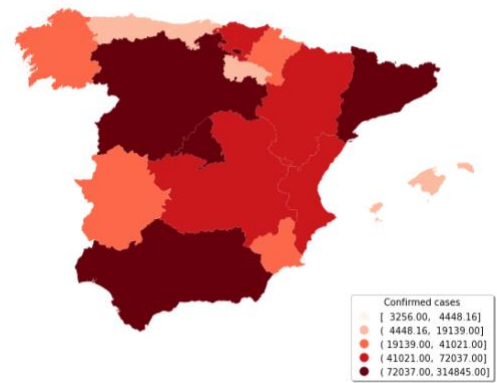 Confirmed cases
[ 3256.00, 4448.16]
( 4448.16, 19139.00]
( 19139.00, 41021.00]
( 41021.00, 72037.00]
( 72037.00, 314845.00]